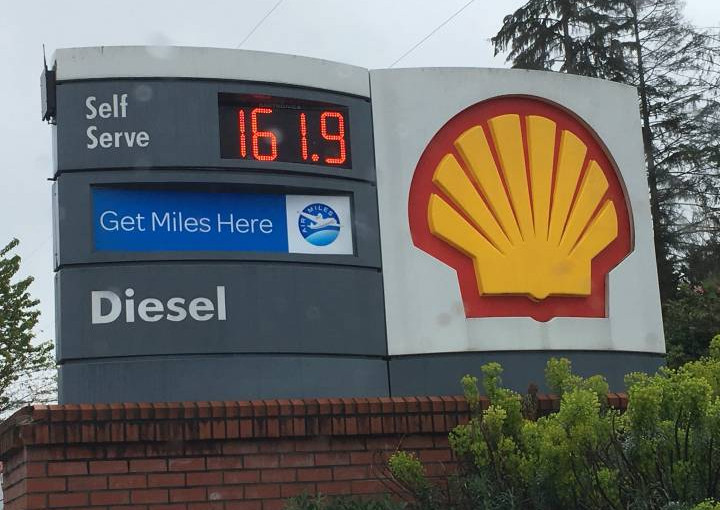 Self
Serve
161.9
Get Miles Here
AIR MILES
Diesel